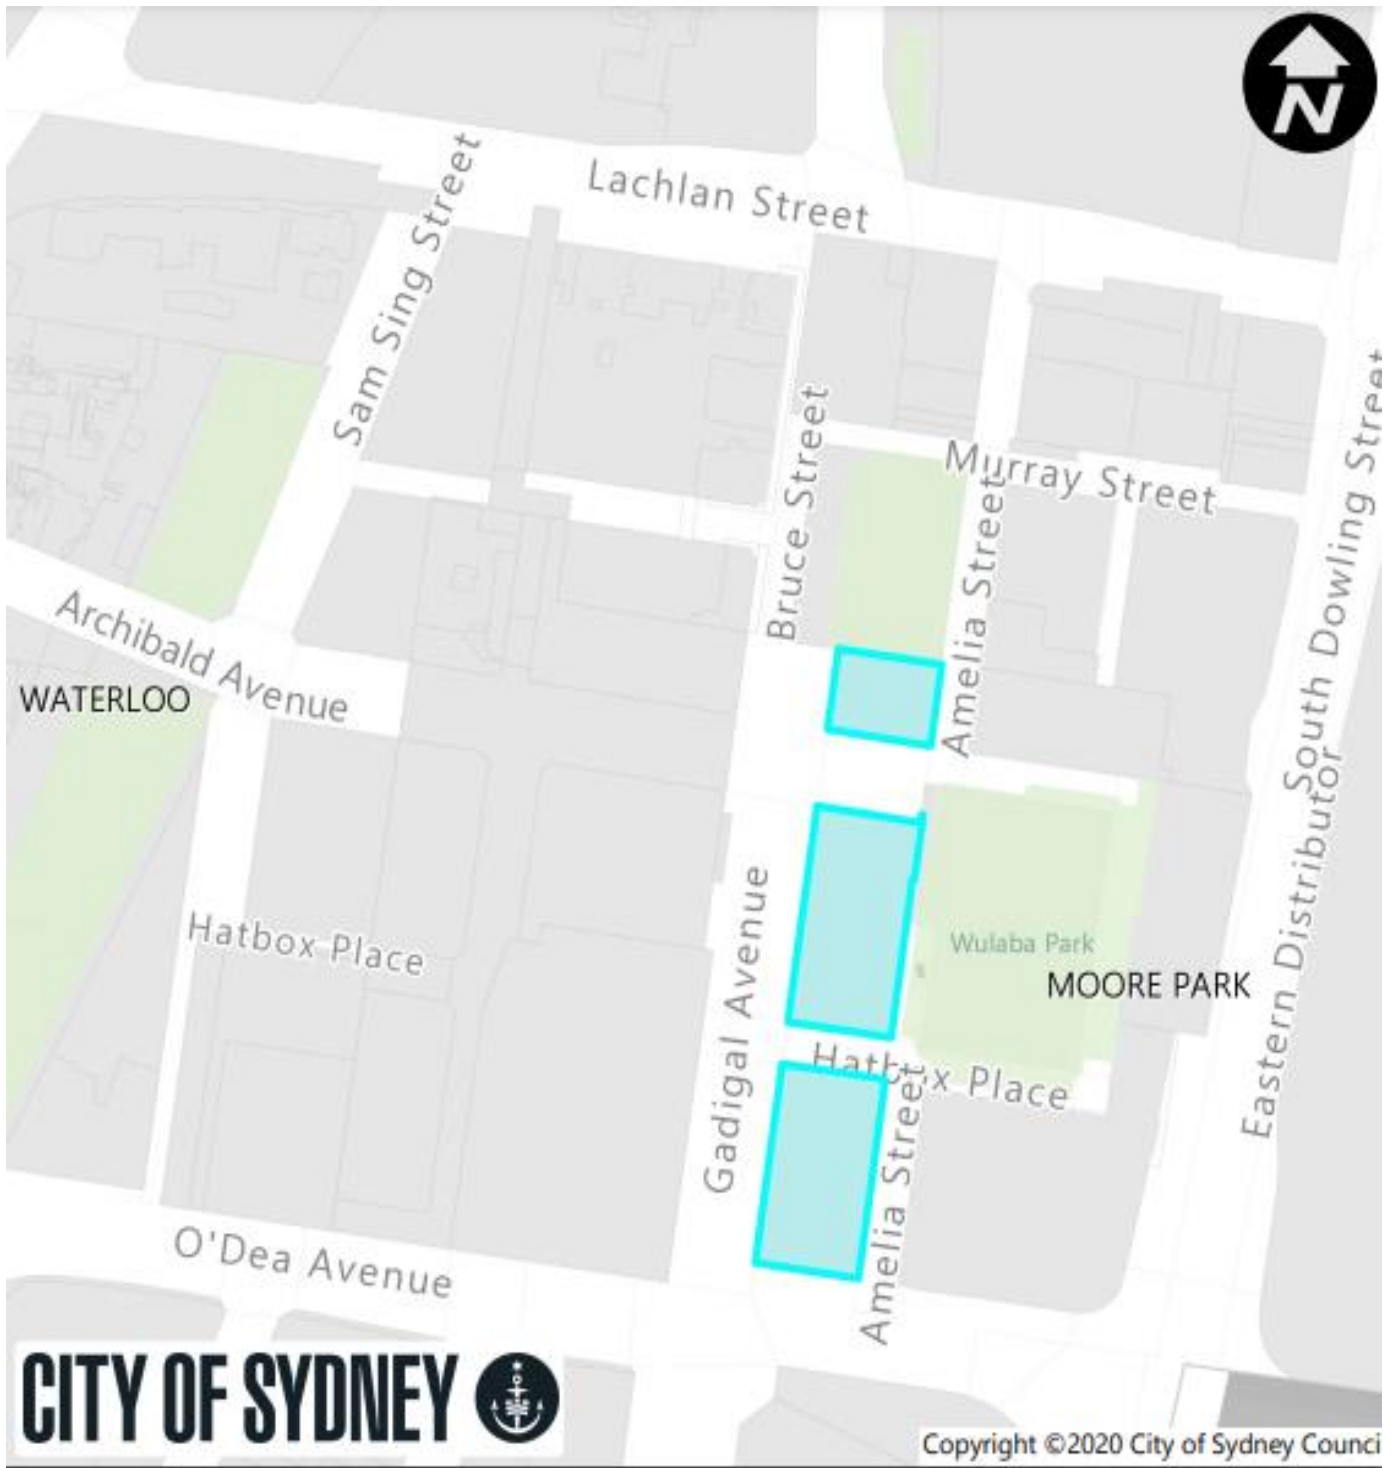 N
Lachlan Street
Sam Sing Street
Bruce Street
Murray Street
South Dowling Street
Amelia Street
Archibald Avenue
WATERLOO
Eastern Distributor
Gadigal Avenue
Hatbox Place
Wulaba Park
MOORE PARK
Hatbox Place
Amelia Street
O'Dea Avenue
CITY OF SYDNEY
Copyright ©2020 City of Sydney Counci